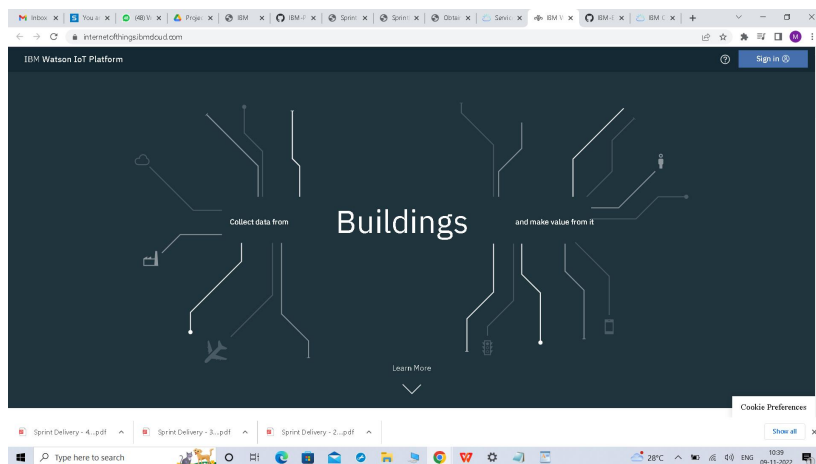 Inbox
You a
(4B) W
Proje
IBM
IBM-P
Sprin
Sprin
Obta
Servic
IBM W
IBM-E
IBM C
internetofthings.ibmcloud.com
M
IBM Watson IoT Platform
Sign in
Collect data from
Buildings
and make value from it
Learn More
Cookie Preferences
Sprint Delivery - 4....pdf
Sprint Delivery - 3....pdf
Sprint Delivery - 2....pdf
Show all
Type here to search
28°C
ENG
10:39
09-11-2022